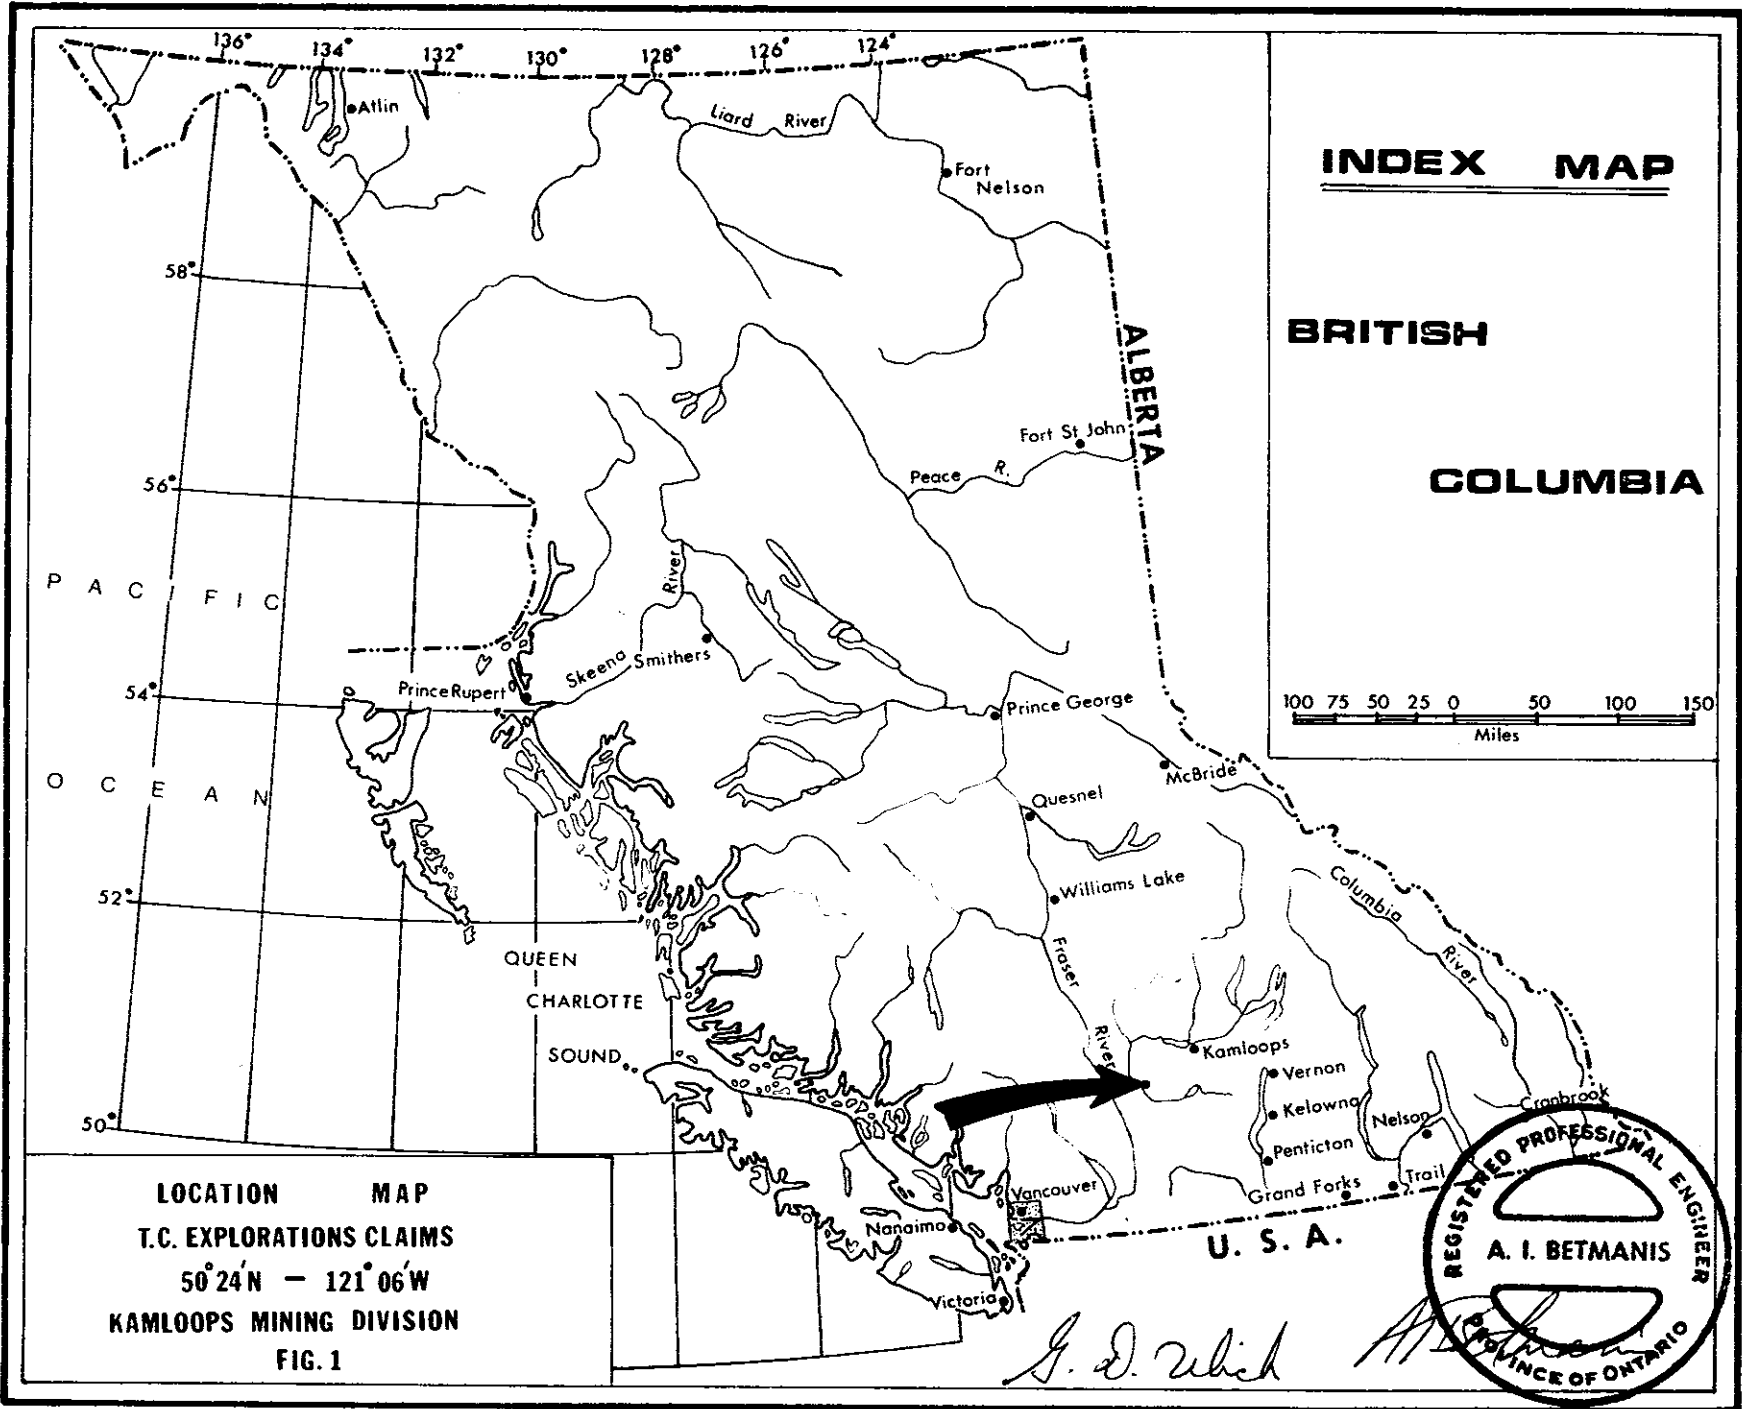 136° 134° 132° 130° 128° 126° 124°
Atlin
Liard River
Fort
Nelson
58°
ALBERTA
Fort St John
Peace R.
56°
PACIFIC
River
Skeena
Smithers
Prince Rupert
54°
Prince George
McBride
OCEAN
Quesnel
Williams Lake
Columbia
River
52°
Fraser
River
QUEEN
CHARLOTTE
SOUND
Kamloops
Vernon
Kelowna
Nelson
Cranbrook
50°
Penticton
Grand Forks
Trail
Vancouver
Nanaimo
U. S. A.
Victoria
INDEX MAP
BRITISH
COLUMBIA
100 75 50 25 0 50 100 150
Miles
LOCATION MAP
T.C. EXPLORATIONS CLAIMS
50°24'N — 121°06'W
KAMLOOPS MINING DIVISION
FIG. 1
REGISTERED PROFESSIONAL ENGINEER
A. I. BETMANIS
PROVINCE OF ONTARIO